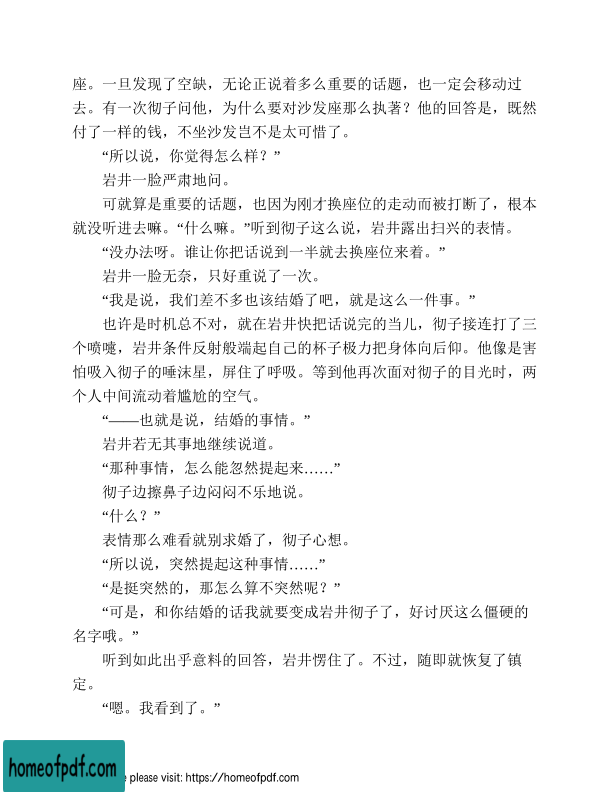 座。一旦发现了空缺，无论正说着多么重要的话题，也一定会移动过
去。有一次彻子问他，为什么要对沙发座那么执著？他的回答是，既然
付了一样的钱，不坐沙发岂不是太可惜了。
“所以说，你觉得怎么样？”
岩井一脸严肃地问。
可就算是重要的话题，也因为刚才换座位的走动而被打断了，根本
就没听进去嘛。“什么嘛。”听到彻子这么说，岩井露出扫兴的表情。
“没办法呀。谁让你把话说到一半就去换座位来着。”
岩井一脸无奈，只好重说了一次。
“我是说，我们差不多也该结婚了吧，就是这么一件事。”
也许是时机总不对，就在岩井快把话说完的当儿，彻子接连打了三
个喷嚏，岩井条件反射般端起自己的杯子极力把身体向后仰。他像是害
怕吸入彻子的唾沫星，屏住了呼吸。等到他再次面对彻子的目光时，两
个人中间流动着尴尬的空气。
“——也就是说，结婚的事情。”
岩井若无其事地继续说道。
“那种事情，怎么能忽然提起来……”
彻子边擦鼻子边闷闷不乐地说。
“什么？”
表情那么难看就别求婚了，彻子心想。
“所以说，突然提起这种事情……”
“是挺突然的，那怎么算不突然呢？”
“可是，和你结婚的话我就要变成岩井彻子了，好讨厌这么僵硬的
名字哦。”
听到如此出乎意料的回答，岩井愣住了。不过，随即就恢复了镇
定。
“嗯。我看到了。”
homeofpdf.com
please visit: https://homeofpdf.com